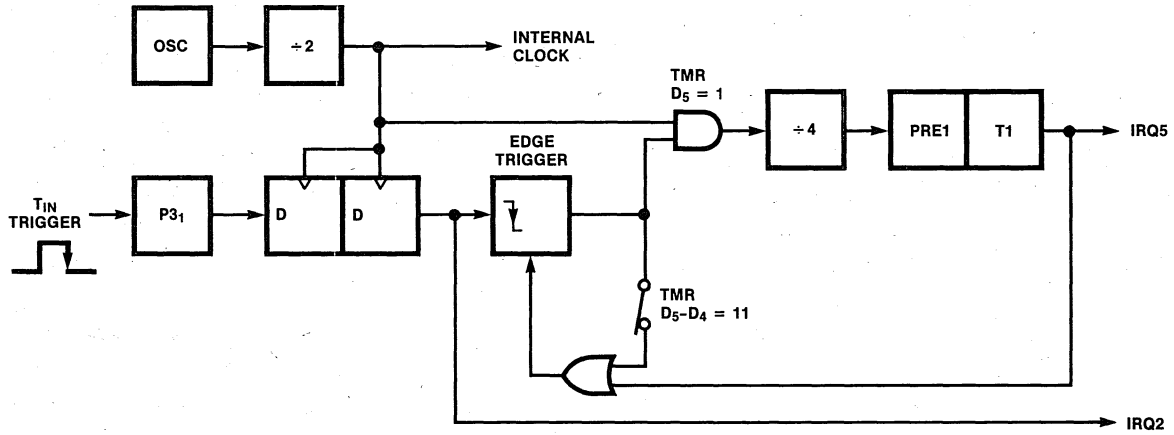 OSC
÷2
INTERNAL
CLOCK
TMR
D5 = 1
÷4
PRE1
T1
IRQ5
EDGE
TRIGGER
TIN
TRIGGER
P31
D
D
TMR
D5-D4 = 11
IRQ2